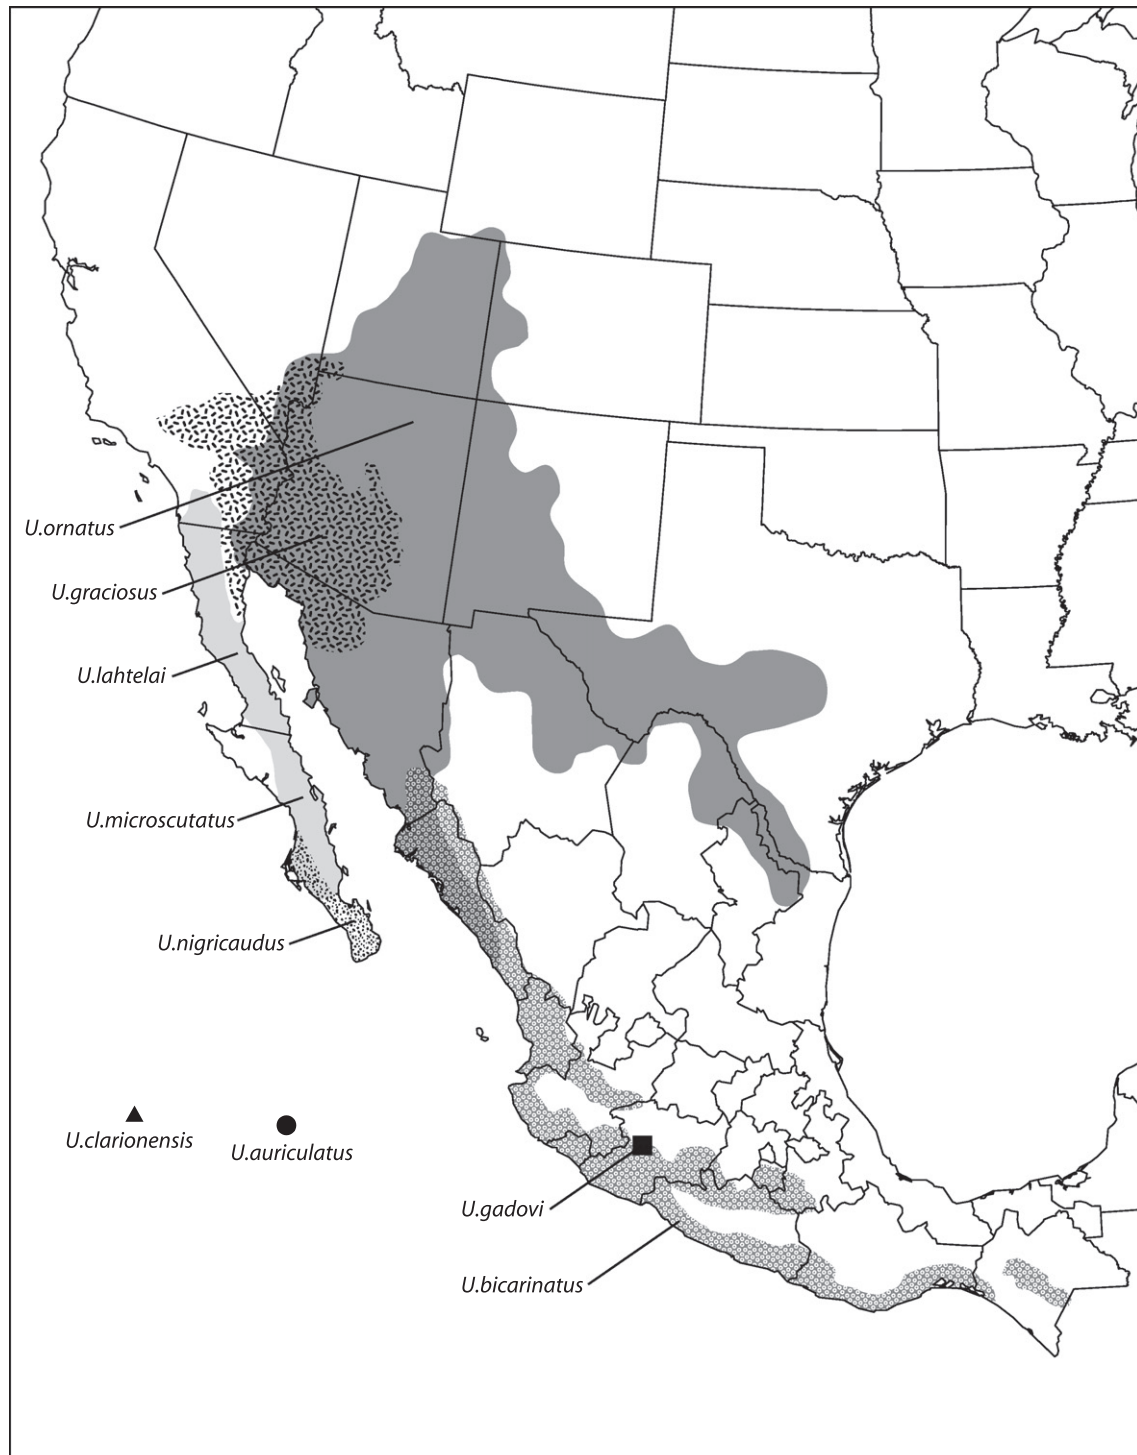 U.ornatus
U.graciosus
U.lahtelai
U.microscutatus
U.nigricaudus
U.clarionensis
U.auriculatus
U.gadovi
U.bicarinatus